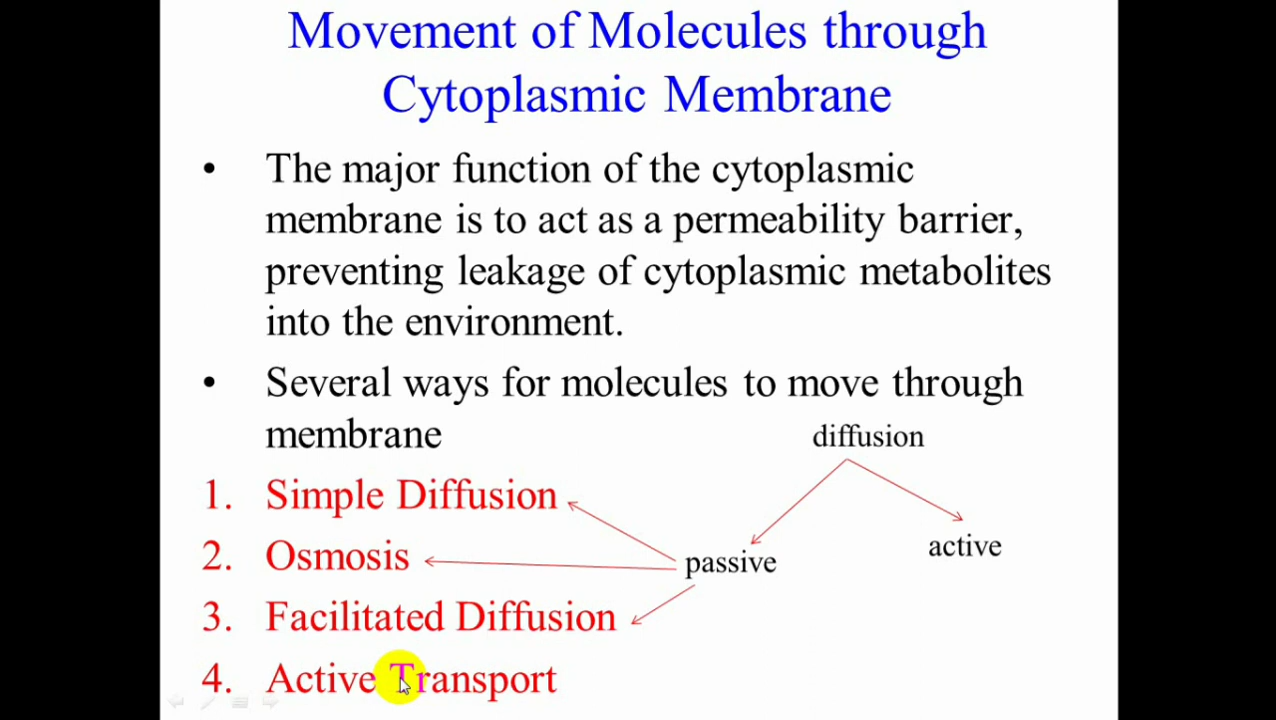 Movement of Molecules through
Cytoplasmic Membrane
• The major function of the cytoplasmic
membrane is to act as a permeability barrier,
preventing leakage of cytoplasmic metabolites
into the environment.
• Several ways for molecules to move through
membrane
diffusion
1. Simple Diffusion
2. Osmosis
passive
active
3. Facilitated Diffusion
4. Active Transport